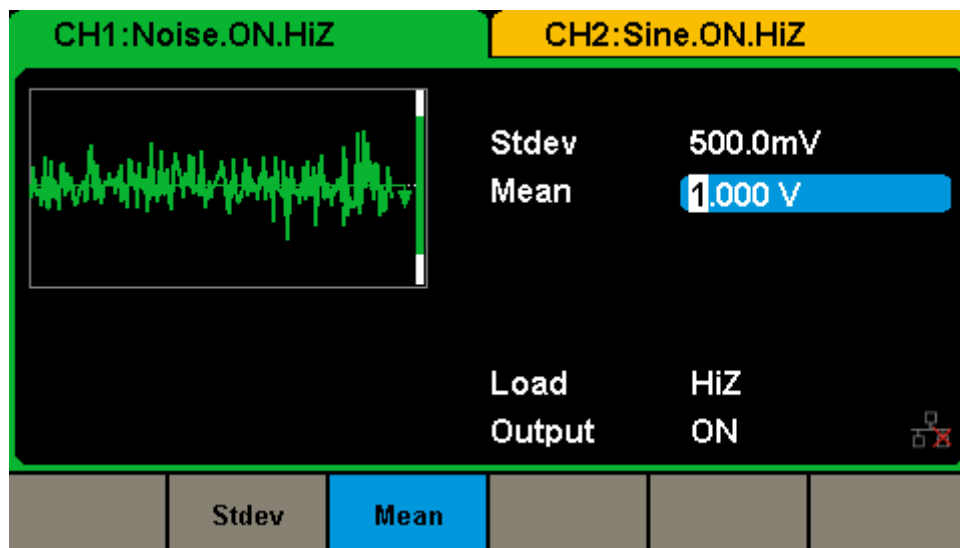 CH1:Noise.ON.HiZ CH2:Sine.ON.HiZ
Stdev 500.0mV
Mean 1.000 V
Load HiZ
Output ON
Stdev Mean